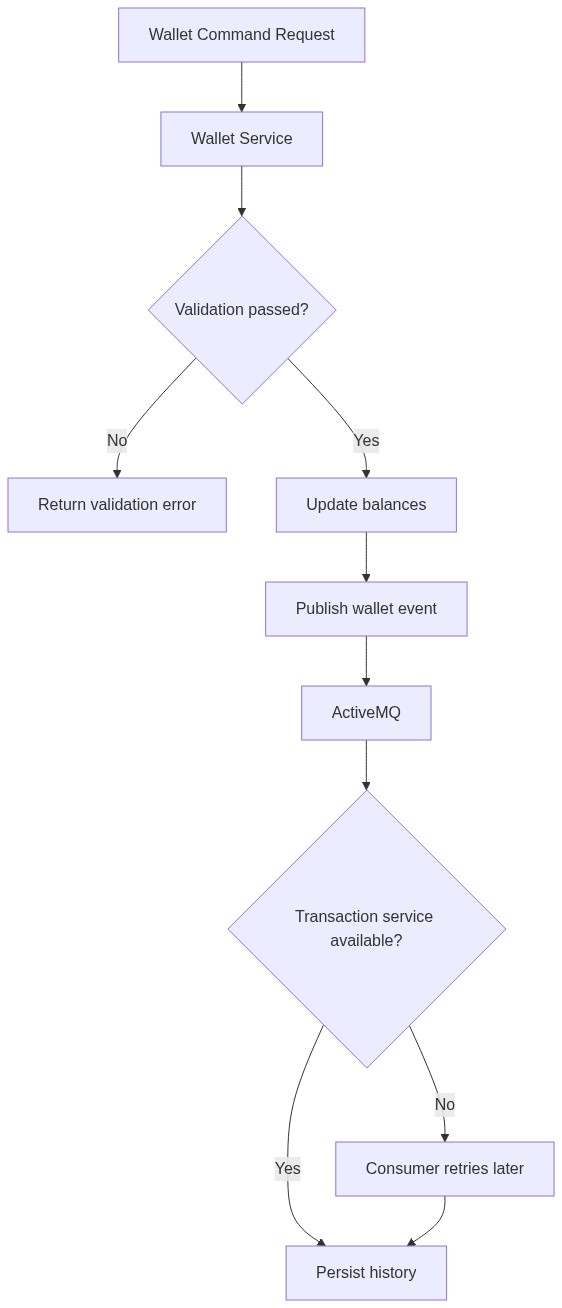 Wallet Command Request
Wallet Service
Validation passed?
No
Yes
Return validation error
Update balances
Publish wallet event
ActiveMQ
Transaction service
available?
No
Yes
Consumer retries later
Persist history